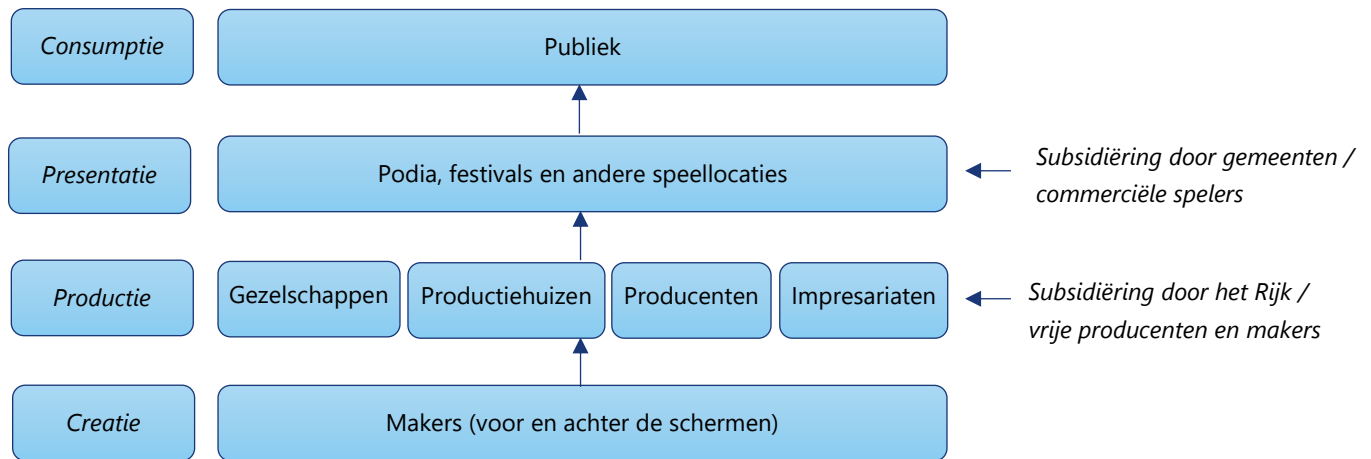 Consumptie
Publiek
Presentatie
Podia, festivals en andere speellocaties
Subsidiëring door gemeenten /
commerciële spelers
Productie
Gezelschappen
Productiehuizen
Producenten
Impresariaten
Subsidiëring door het Rijk /
vrije producenten en makers
Creatie
Makers (voor en achter de schermen)